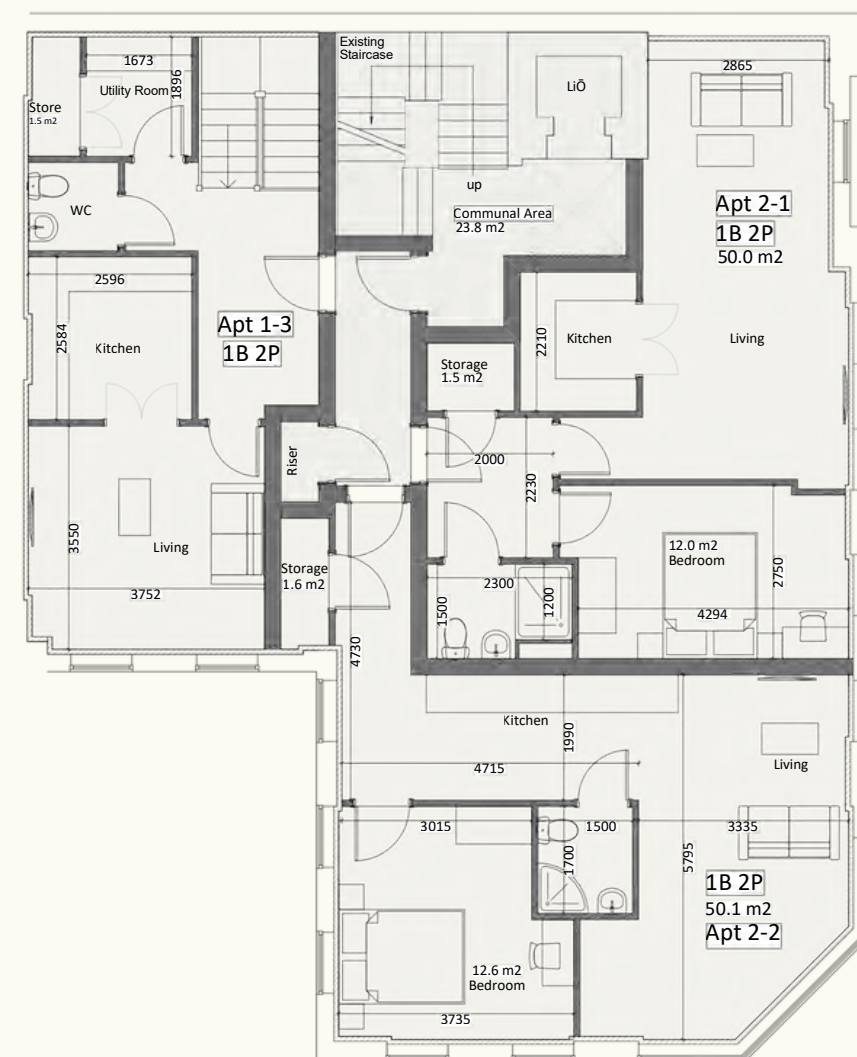 Existing
Staircase
LiŌ
up
Communal Area
23.8 m2
1673
1896
Utility Room
Store
1.5 m2
WC
2596
2584
Kitchen
Apt 1-3
1B 2P
3550
Living
3752
Riser
Storage
1.6 m2
Storage
1.5 m2
2865
Apt 2-1
1B 2P
50.0 m2
2210
Kitchen
Living
2000
2230
12.0 m2
Bedroom
2750
4294
2300
1500
1200
4730
Kitchen
1990
4715
Living
3015
1500
3335
1700
5795
1B 2P
50.1 m2
Apt 2-2
12.6 m2
Bedroom
3735